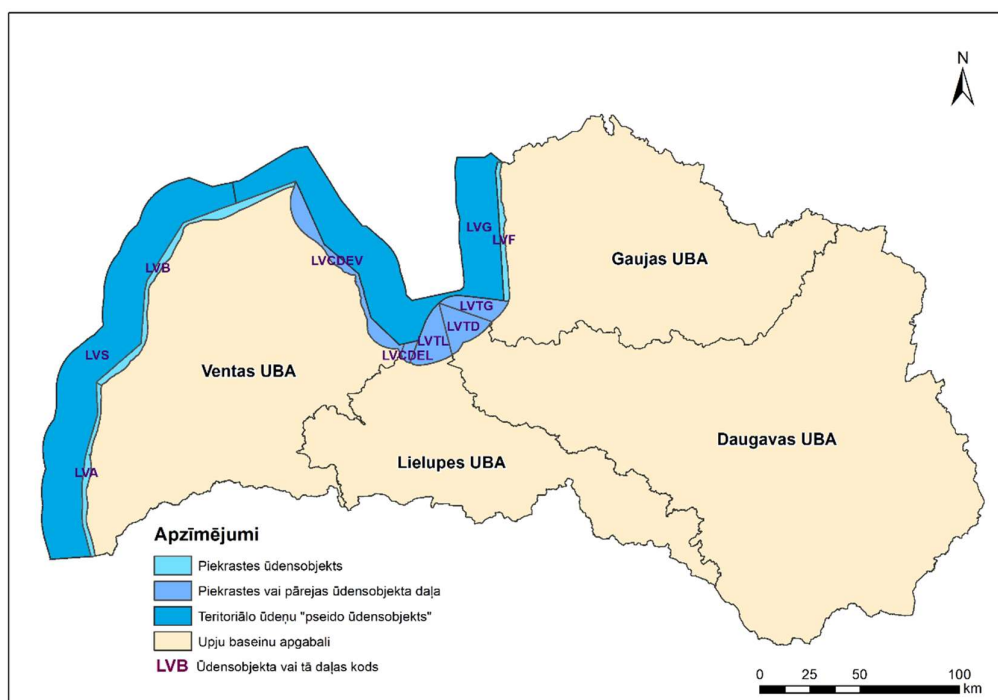 N
LVG
LVF
Gaujas UBA
LVCDEV
LVB
LVTG
LVTD
LVTL
LVCDEL
LVS
Ventas UBA
Daugavas UBA
Lielupes UBA
LVA
Apzīmējumi
Piekrastes ūdensobjekts
Piekrastes vai pārejas ūdensobjekta daļa
Teritoriālo ūdeņu "pseido ūdensobjekts"
Upju baseinu apgabali
LVB Ūdensobjekta vai tā daļas kods
0 25 50 100
km